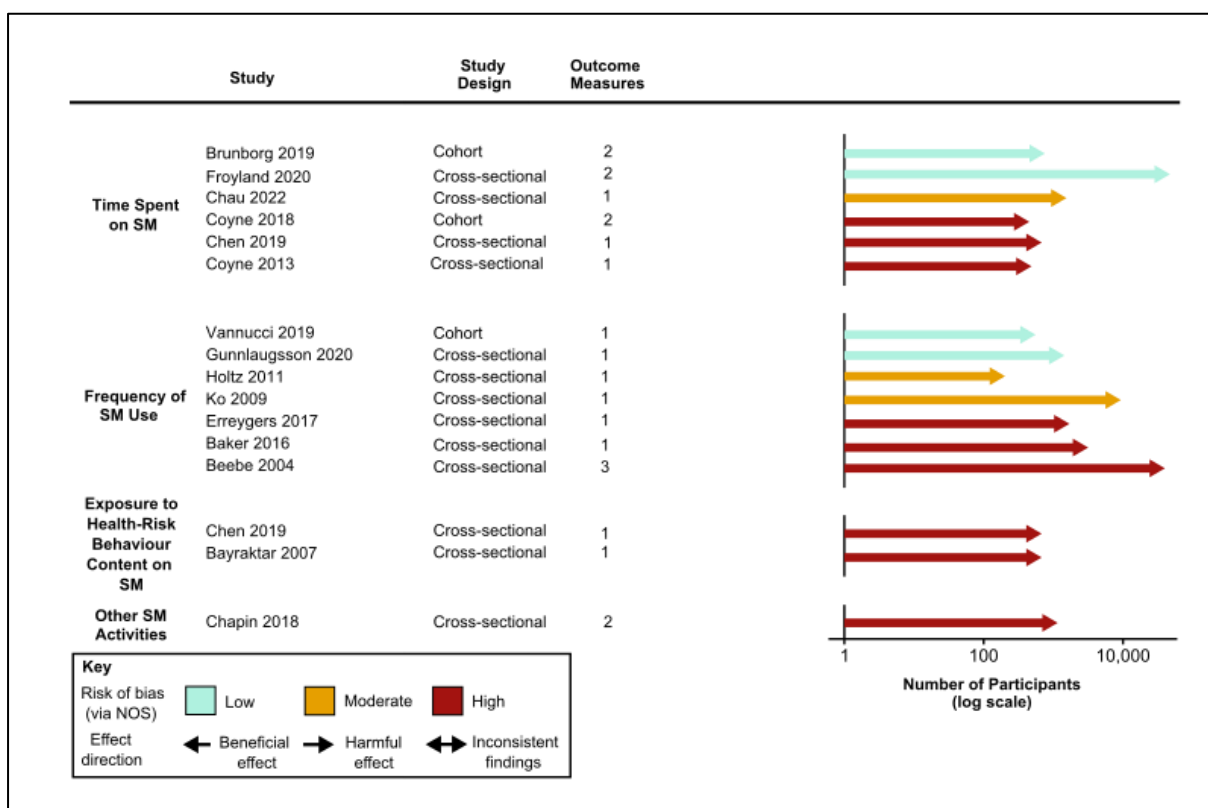 Study Study Design Outcome Measures
Time Spent on SM
Brunborg 2019 Cohort 2
Froyland 2020 Cross-sectional 2
Chau 2022 Cross-sectional 1
Coyne 2018 Cohort 2
Chen 2019 Cross-sectional 1
Coyne 2013 Cross-sectional 1
Frequency of SM Use
Vannucci 2019 Cohort 1
Gunnlaugsson 2020 Cross-sectional 1
Holtz 2011 Cross-sectional 1
Ko 2009 Cross-sectional 1
Erreygers 2017 Cross-sectional 1
Baker 2016 Cross-sectional 1
Beebe 2004 Cross-sectional 3
Exposure to Health-Risk Behaviour Content on SM
Chen 2019 Cross-sectional 1
Bayraktar 2007 Cross-sectional 1
Other SM Activities
Chapin 2018 Cross-sectional 2
1 100 10,000
Number of Participants
(log scale)
Key
Risk of bias (via NOS) Low Moderate High
Effect direction Beneficial effect Harmful effect Inconsistent findings